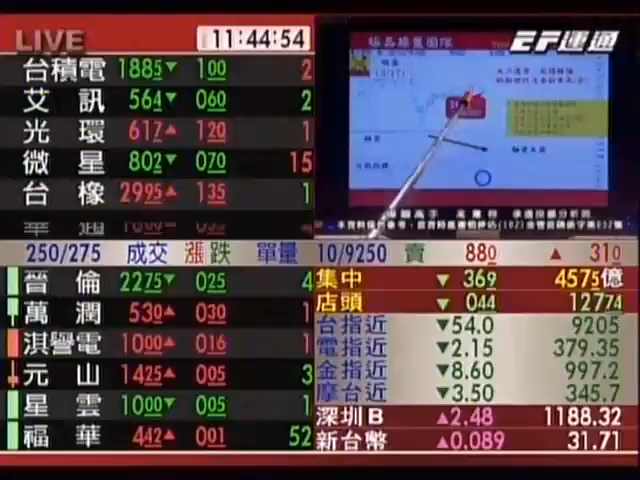 LIVE 11:44:54
台積電 1885▼ 100 2
艾訊 564▼ 060 2
光環 617▲ 120 1
微星 802▼ 070 15
台橡 2995▲ 135 1
250/275 成交 漲跌 單量
晉倫 2275▼ 025 4
萬潤 530▲ 030 1
淇譽電 1000▲ 016 1
元山 1425▲ 005 3
星雲 1000▼ 005 1
福華 442▲ 001 52
EF運通
10/9250 賣 880 ▲ 310
集中 ▼ 369 4575億
店頭 ▼ 044 12774
台指近 ▼54.0 9205
電指近 ▼2.15 379.35
金指近 ▼8.60 997.2
摩台近 ▼3.50 345.7
深圳B ▲2.48 1188.32
新台幣 ▲0.089 31.71